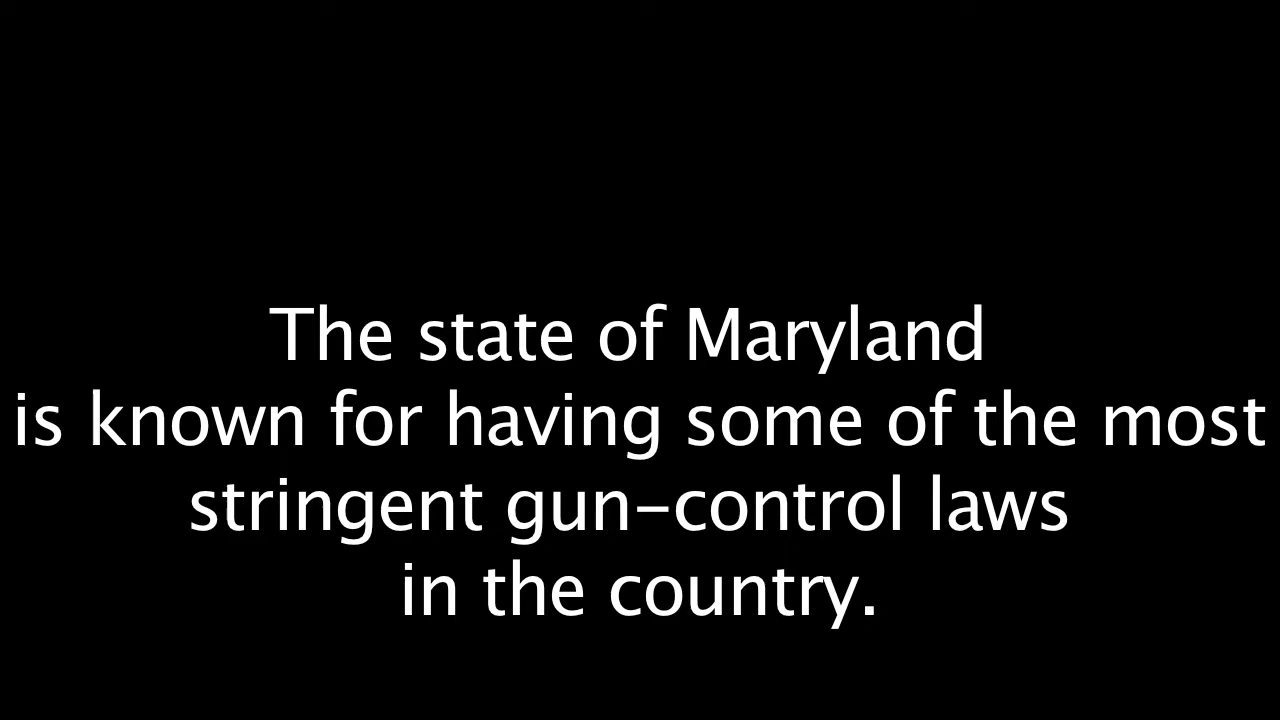 The state of Maryland
is known for having some of the most
stringent gun-control laws
in the country.